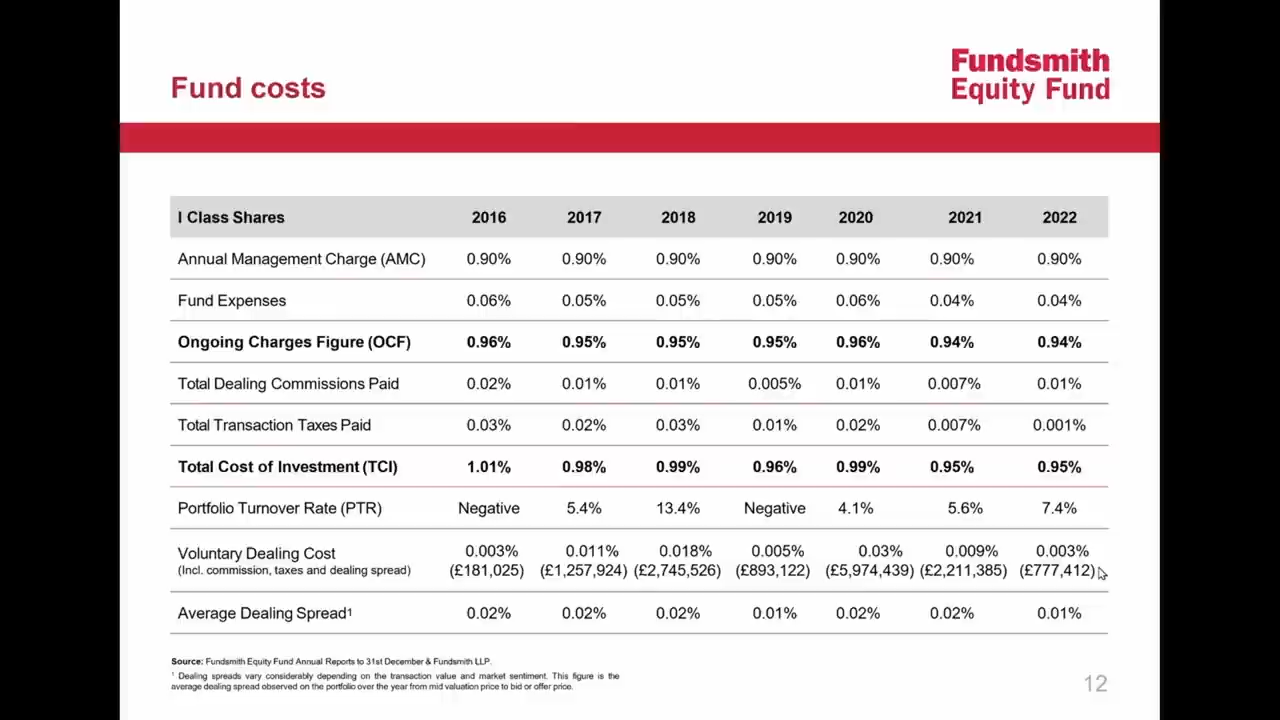 Fund costs
Fundsmith
Equity Fund
I Class Shares 2016 2017 2018 2019 2020 2021 2022
Annual Management Charge (AMC) 0.90% 0.90% 0.90% 0.90% 0.90% 0.90% 0.90%
Fund Expenses 0.06% 0.05% 0.05% 0.05% 0.06% 0.04% 0.04%
Ongoing Charges Figure (OCF) 0.96% 0.95% 0.95% 0.95% 0.96% 0.94% 0.94%
Total Dealing Commissions Paid 0.02% 0.01% 0.01% 0.005% 0.01% 0.007% 0.01%
Total Transaction Taxes Paid 0.03% 0.02% 0.03% 0.01% 0.02% 0.007% 0.001%
Total Cost of Investment (TCI) 1.01% 0.98% 0.99% 0.96% 0.99% 0.95% 0.95%
Portfolio Turnover Rate (PTR) Negative 5.4% 13.4% Negative 4.1% 5.6% 7.4%
Voluntary Dealing Cost 0.003% 0.011% 0.018% 0.005% 0.03% 0.009% 0.003%
(Incl. commission, taxes and dealing spread) (£181,025) (£1,257,924) (£2,745,526) (£893,122) (£5,974,439) (£2,211,385) (£777,412)
Average Dealing Spread¹ 0.02% 0.02% 0.02% 0.01% 0.02% 0.02% 0.01%
Source: Fundsmith Equity Fund Annual Reports to 31st December & Fundsmith LLP.
¹ Dealing spreads vary considerably depending on the transaction value and market sentiment. This figure is the
average dealing spread observed on the portfolio over the year from mid valuation price to bid or offer price.
12